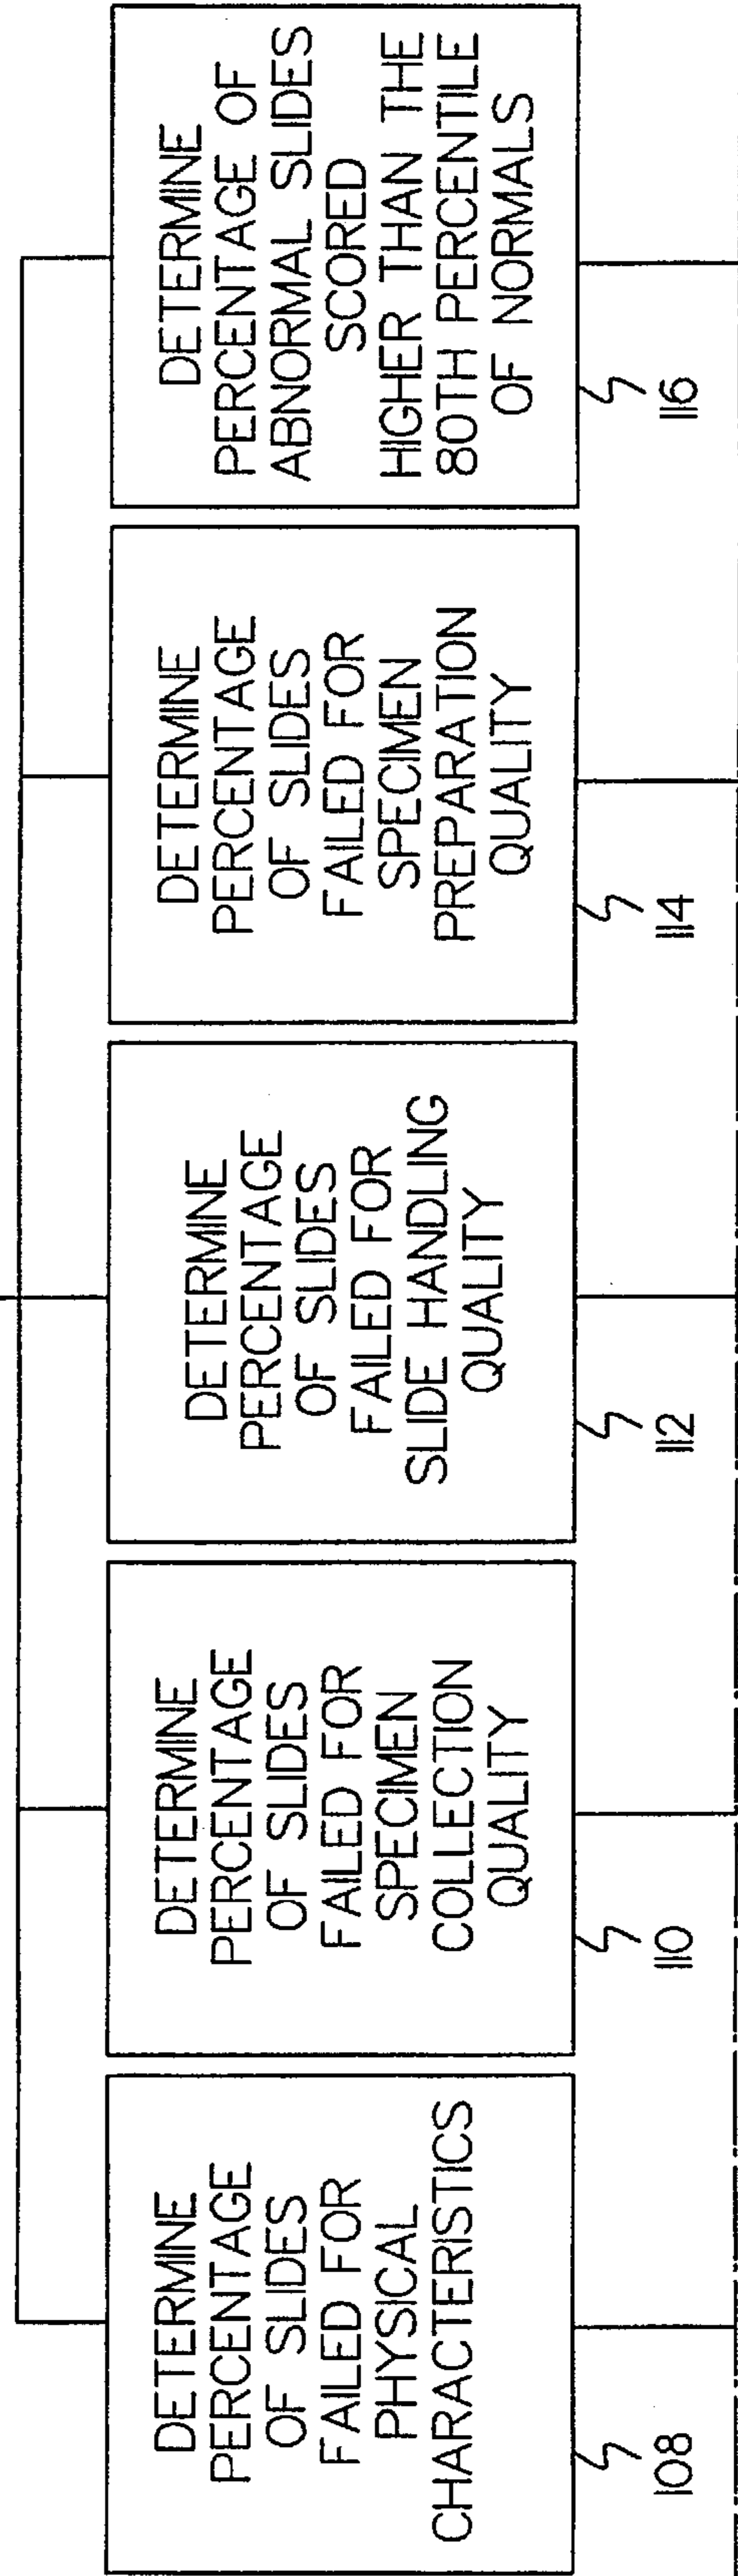 DETERMINE
PERCENTAGE
OF SLIDES
FAILED FOR
PHYSICAL
CHARACTERISTICS
108
DETERMINE
PERCENTAGE
OF SLIDES
FAILED FOR
SPECIMEN
COLLECTION
QUALITY
110
DETERMINE
PERCENTAGE
OF SLIDES
FAILED FOR
SLIDE HANDLING
QUALITY
112
DETERMINE
PERCENTAGE
OF SLIDES
FAILED FOR
SPECIMEN
PREPARATION
QUALITY
114
DETERMINE
PERCENTAGE OF
ABNORMAL SLIDES
SCORED
HIGHER THAN THE
80TH PERCENTILE
OF NORMALS
116